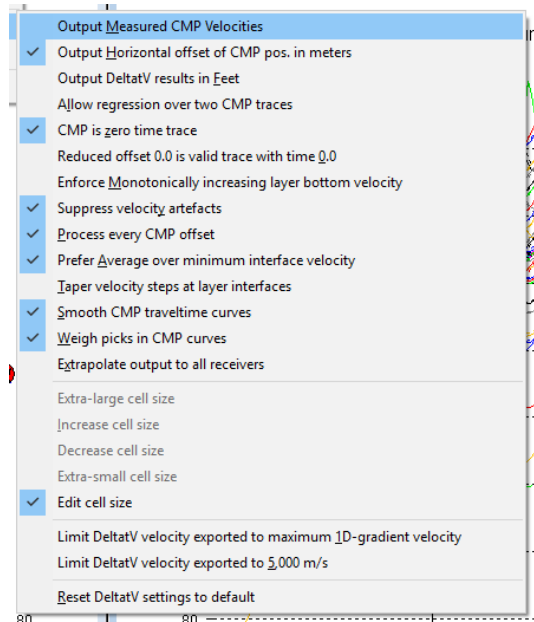 Output Measured CMP Velocities
Output Horizontal offset of CMP pos. in meters
Output DeltatV results in Feet
Allow regression over two CMP traces
CMP is zero time trace
Reduced offset 0.0 is valid trace with time 0.0
Enforce Monotonically increasing layer bottom velocity
Suppress velocity artefacts
Process every CMP offset
Prefer Average over minimum interface velocity
Taper velocity steps at layer interfaces
Smooth CMP traveltime curves
Weigh picks in CMP curves
Extrapolate output to all receivers
Extra-large cell size
Increase cell size
Decrease cell size
Extra-small cell size
Edit cell size
Limit DeltatV velocity exported to maximum 1D-gradient velocity
Limit DeltatV velocity exported to 5,000 m/s
Reset DeltatV settings to default
80 80